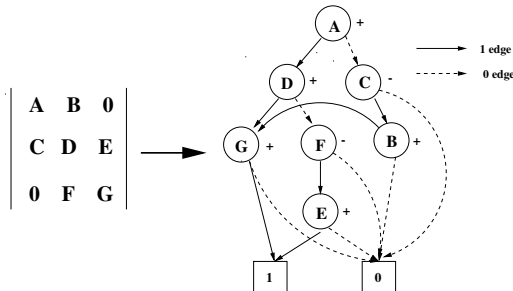 A +
1 edge
D + C -
0 edge
A B 0
C D E
0 F G
G + F - B +
E +
1 0